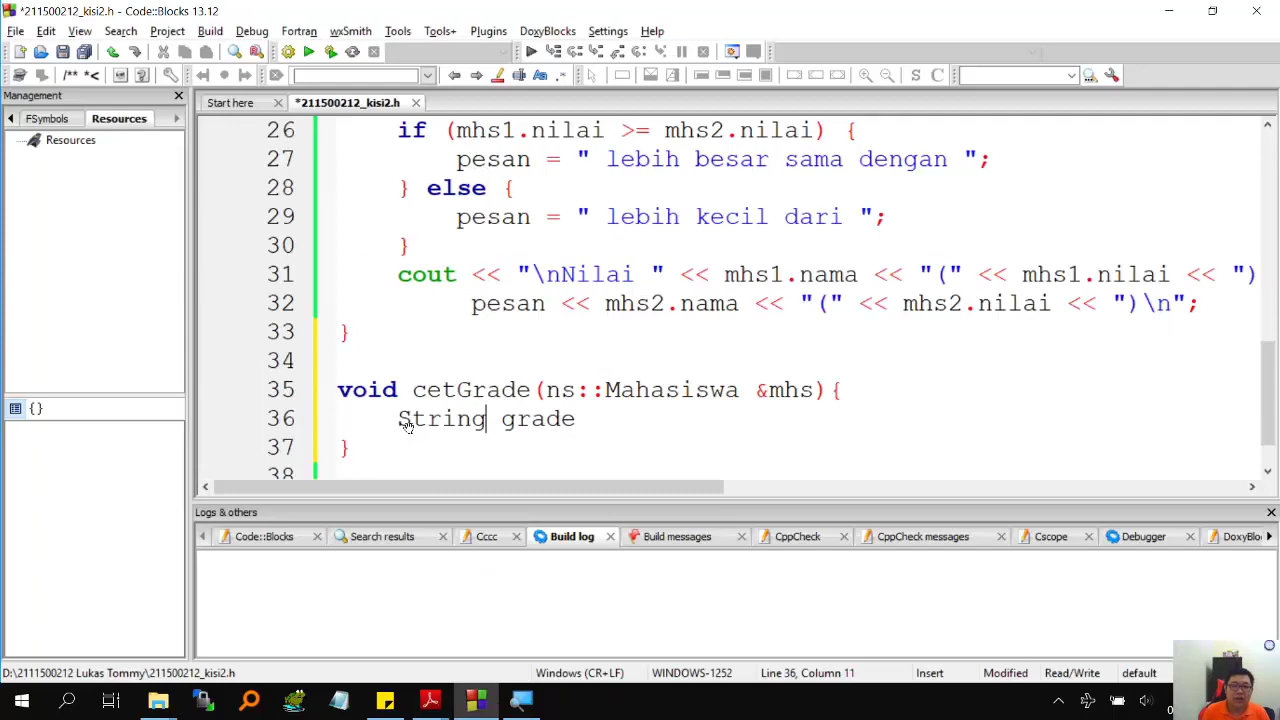 *211500212_kisi2.h - Code::Blocks 13.12
File Edit View Search Project Build Debug Fortran wxSmith Tools Tools+ Plugins DoxyBlocks Settings Help
/** *<
S C
Management
FSymbols Resources
Resources
{}
Start here *211500212_kisi2.h
26 if (mhs1.nilai >= mhs2.nilai) {
27 pesan = " lebih besar sama dengan ";
28 } else {
29 pesan = " lebih kecil dari ";
30 }
31 cout << "\nNilai " << mhs1.nama << "(" << mhs1.nilai << ")
32 pesan << mhs2.nama << "(" << mhs2.nilai << ")\n";
33 }
34
35 void cetGrade(ns::Mahasiswa &mhs){
36 String grade
37 }
38
Logs & others
Code::Blocks Search results Cccc Build log Build messages CppCheck CppCheck messages Cscope Debugger DoxyBlo
D:\2111500212 Lukas Tommy\211500212_kisi2.h Windows (CR+LF) WINDOWS-1252 Line 36, Column 11 Insert Modified Read/Write default